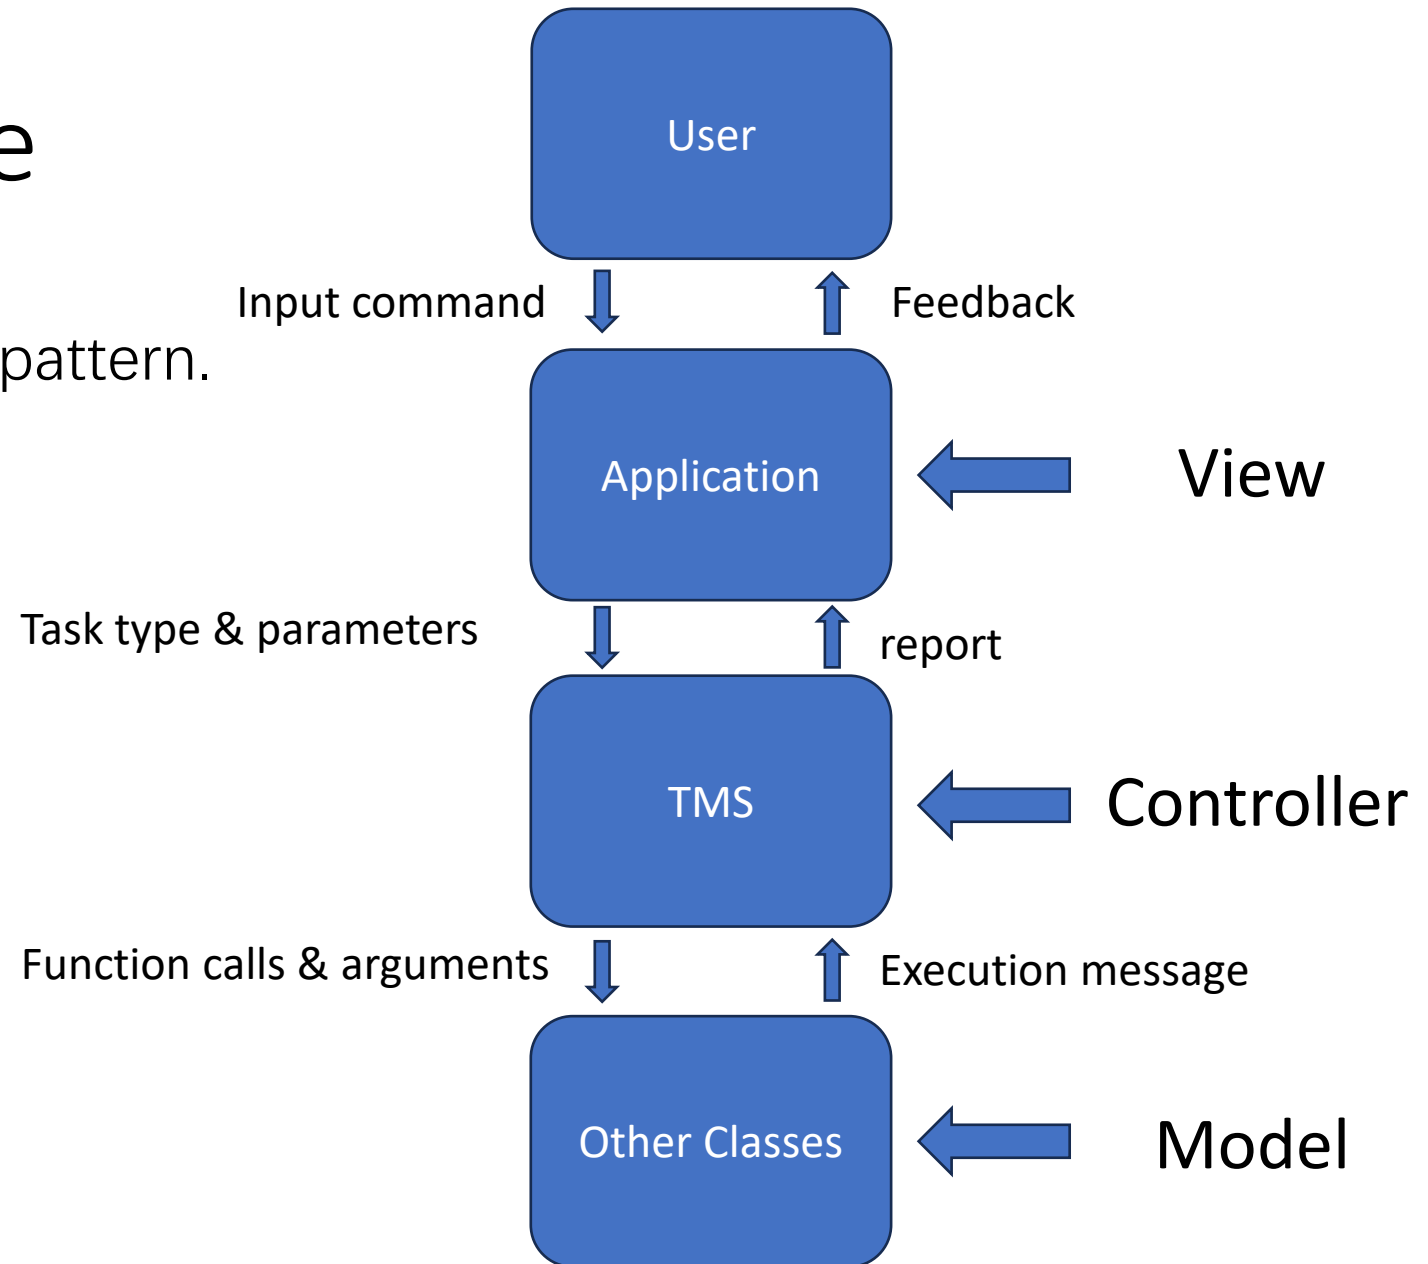 e
User
Input command
Feedback
pattern.
Application
View
Task type & parameters
report
TMS
Controller
Function calls & arguments
Execution message
Other Classes
Model